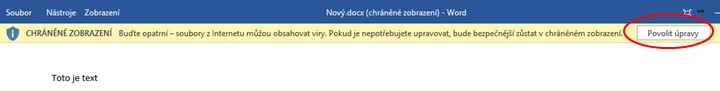 Soubor Nástroje Zobrazení Nový.docx (chráněné zobrazení) - Word
CHRÁNĚNÉ ZOBRAZENÍ Buďte opatrní – soubory z Internetu můžou obsahovat viry. Pokud je nepotřebujete upravovat, bude bezpečnější zůstat v chráněném zobrazení. Povolit úpravy
Toto je text